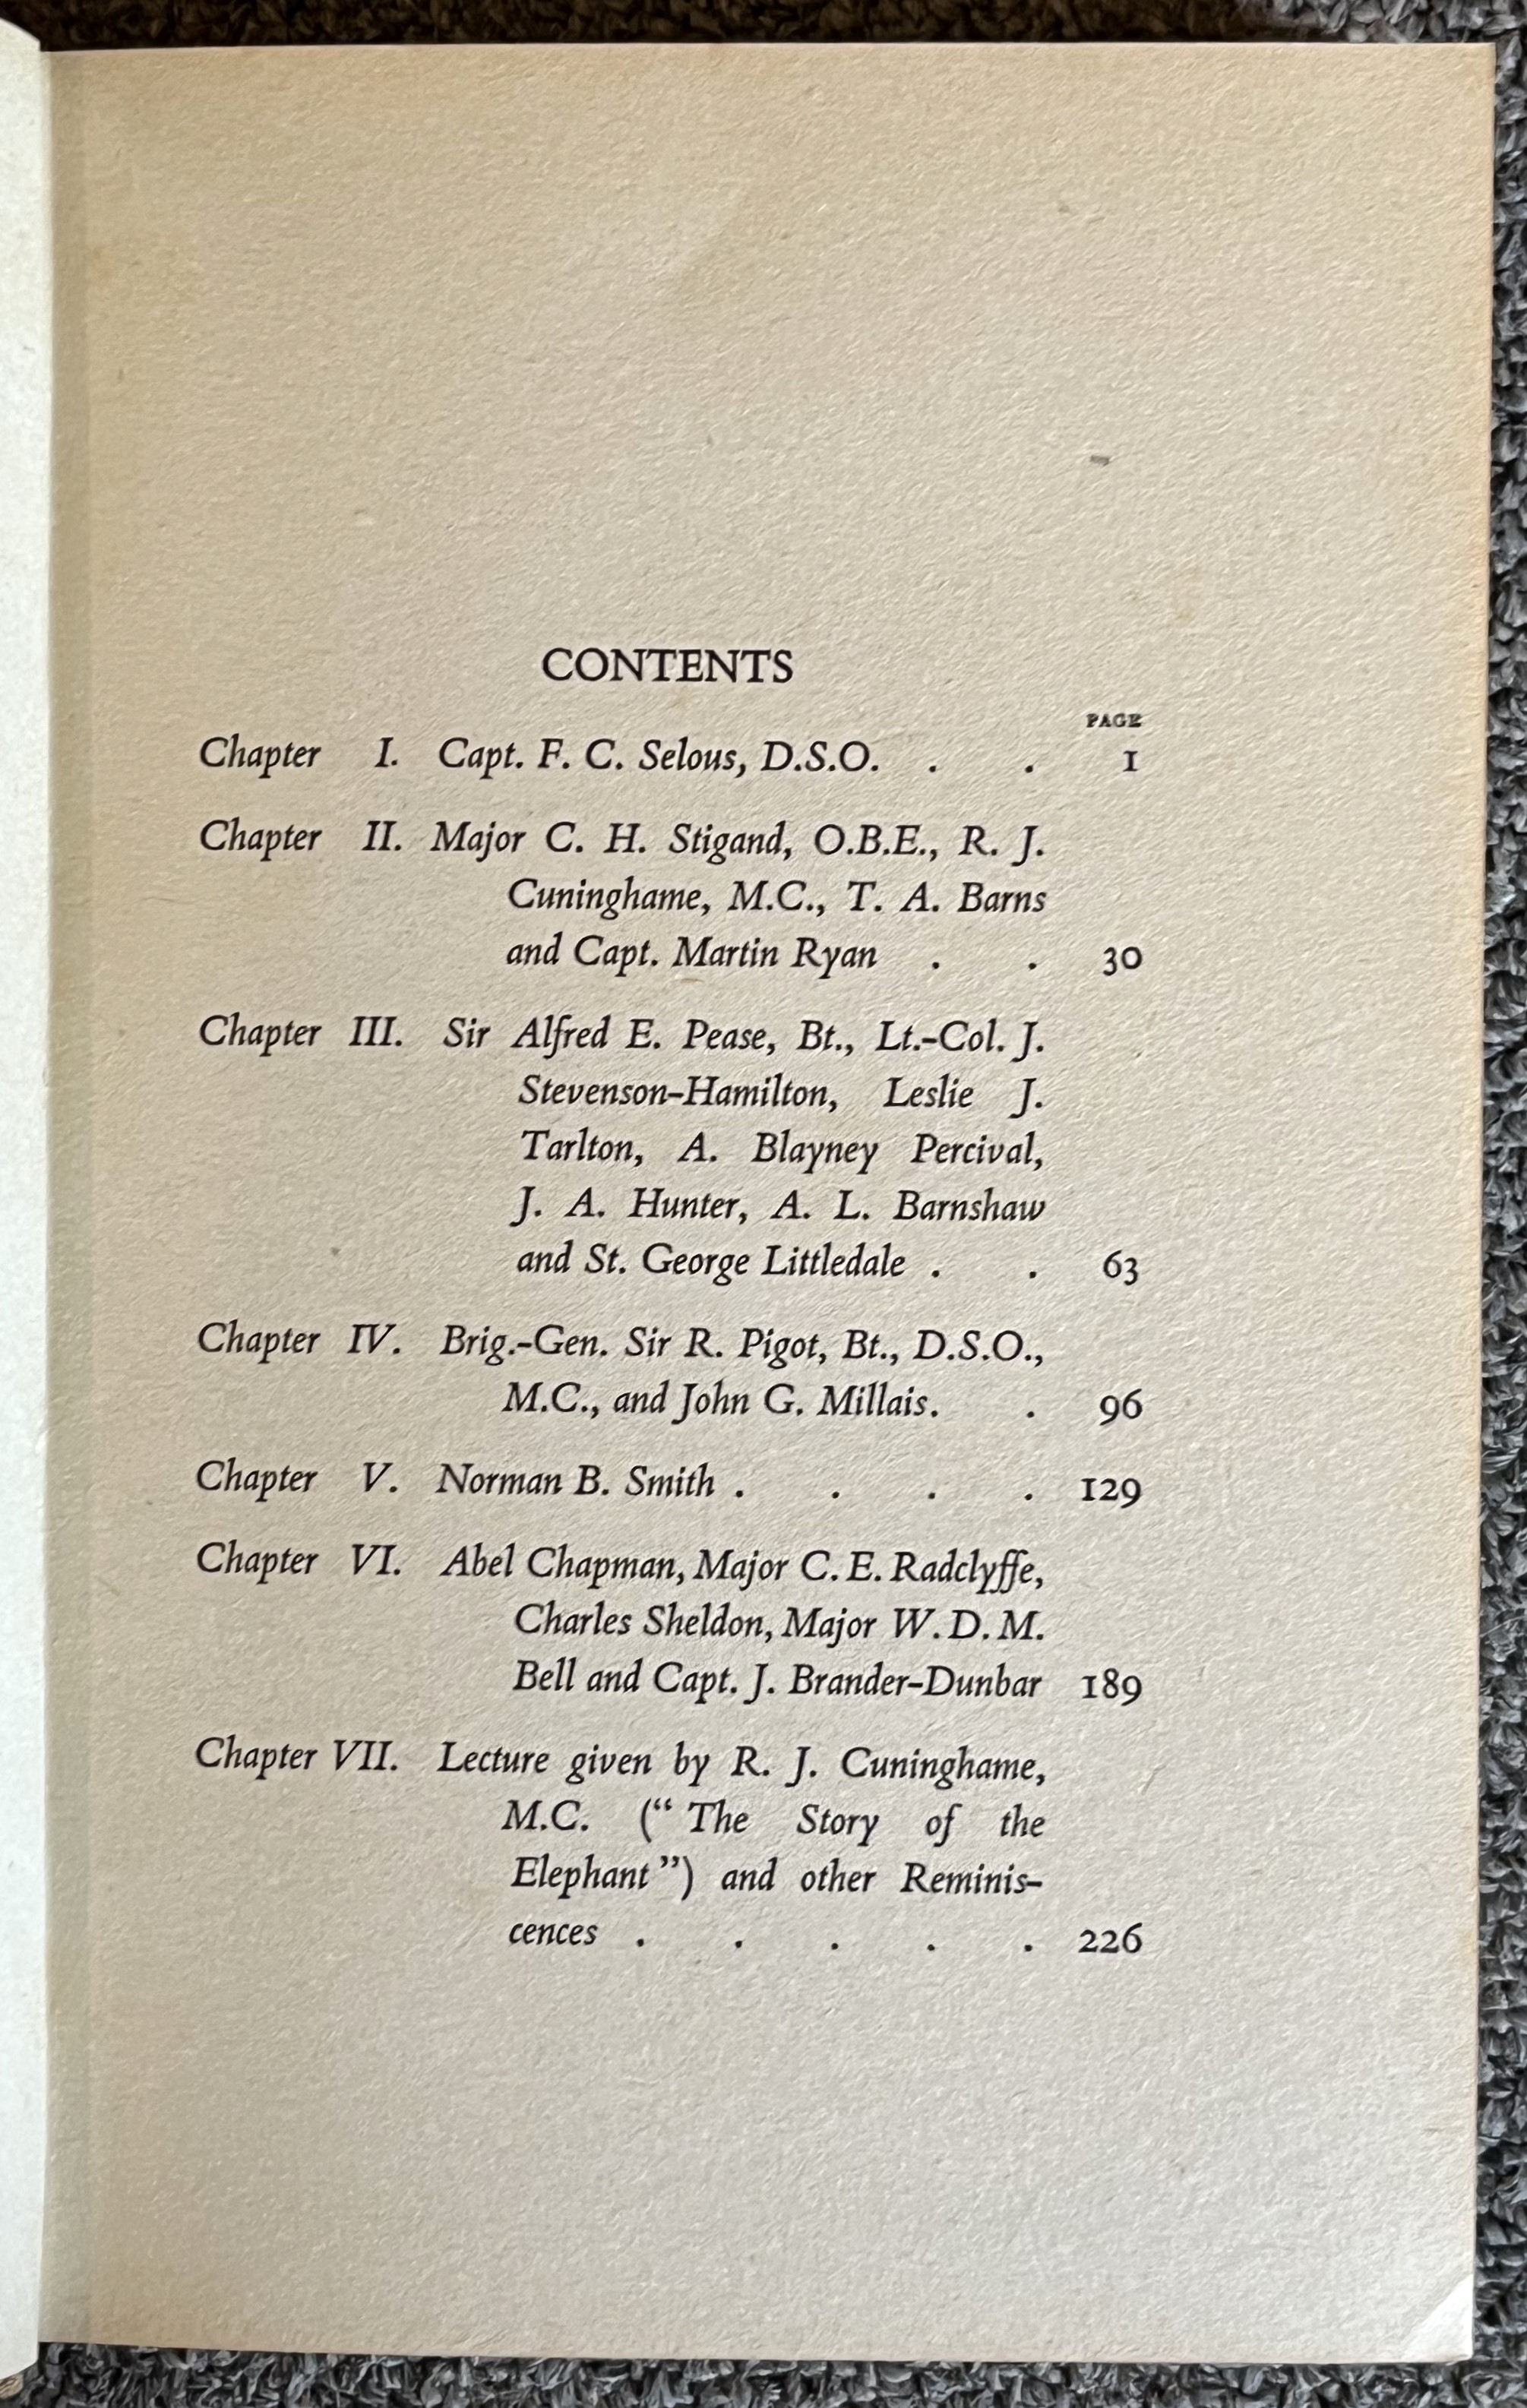 CONTENTS
PAGE
Chapter I. Capt. F. C. Selous, D.S.O. . . 1
Chapter II. Major C. H. Stigand, O.B.E., R. J.
Cuninghame, M.C., T. A. Barns
and Capt. Martin Ryan . . 30
Chapter III. Sir Alfred E. Pease, Bt., Lt.-Col. J.
Stevenson-Hamilton, Leslie J.
Tarlton, A. Blayney Percival,
J. A. Hunter, A. L. Barnshaw
and St. George Littledale . . 63
Chapter IV. Brig.-Gen. Sir R. Pigot, Bt., D.S.O.,
M.C., and John G. Millais. . 96
Chapter V. Norman B. Smith . . . . 129
Chapter VI. Abel Chapman, Major C. E. Radclyffe,
Charles Sheldon, Major W. D. M.
Bell and Capt. J. Brander-Dunbar 189
Chapter VII. Lecture given by R. J. Cuninghame,
M.C. (“ The Story of the
Elephant ”) and other Reminis-
cences . . . . . 226